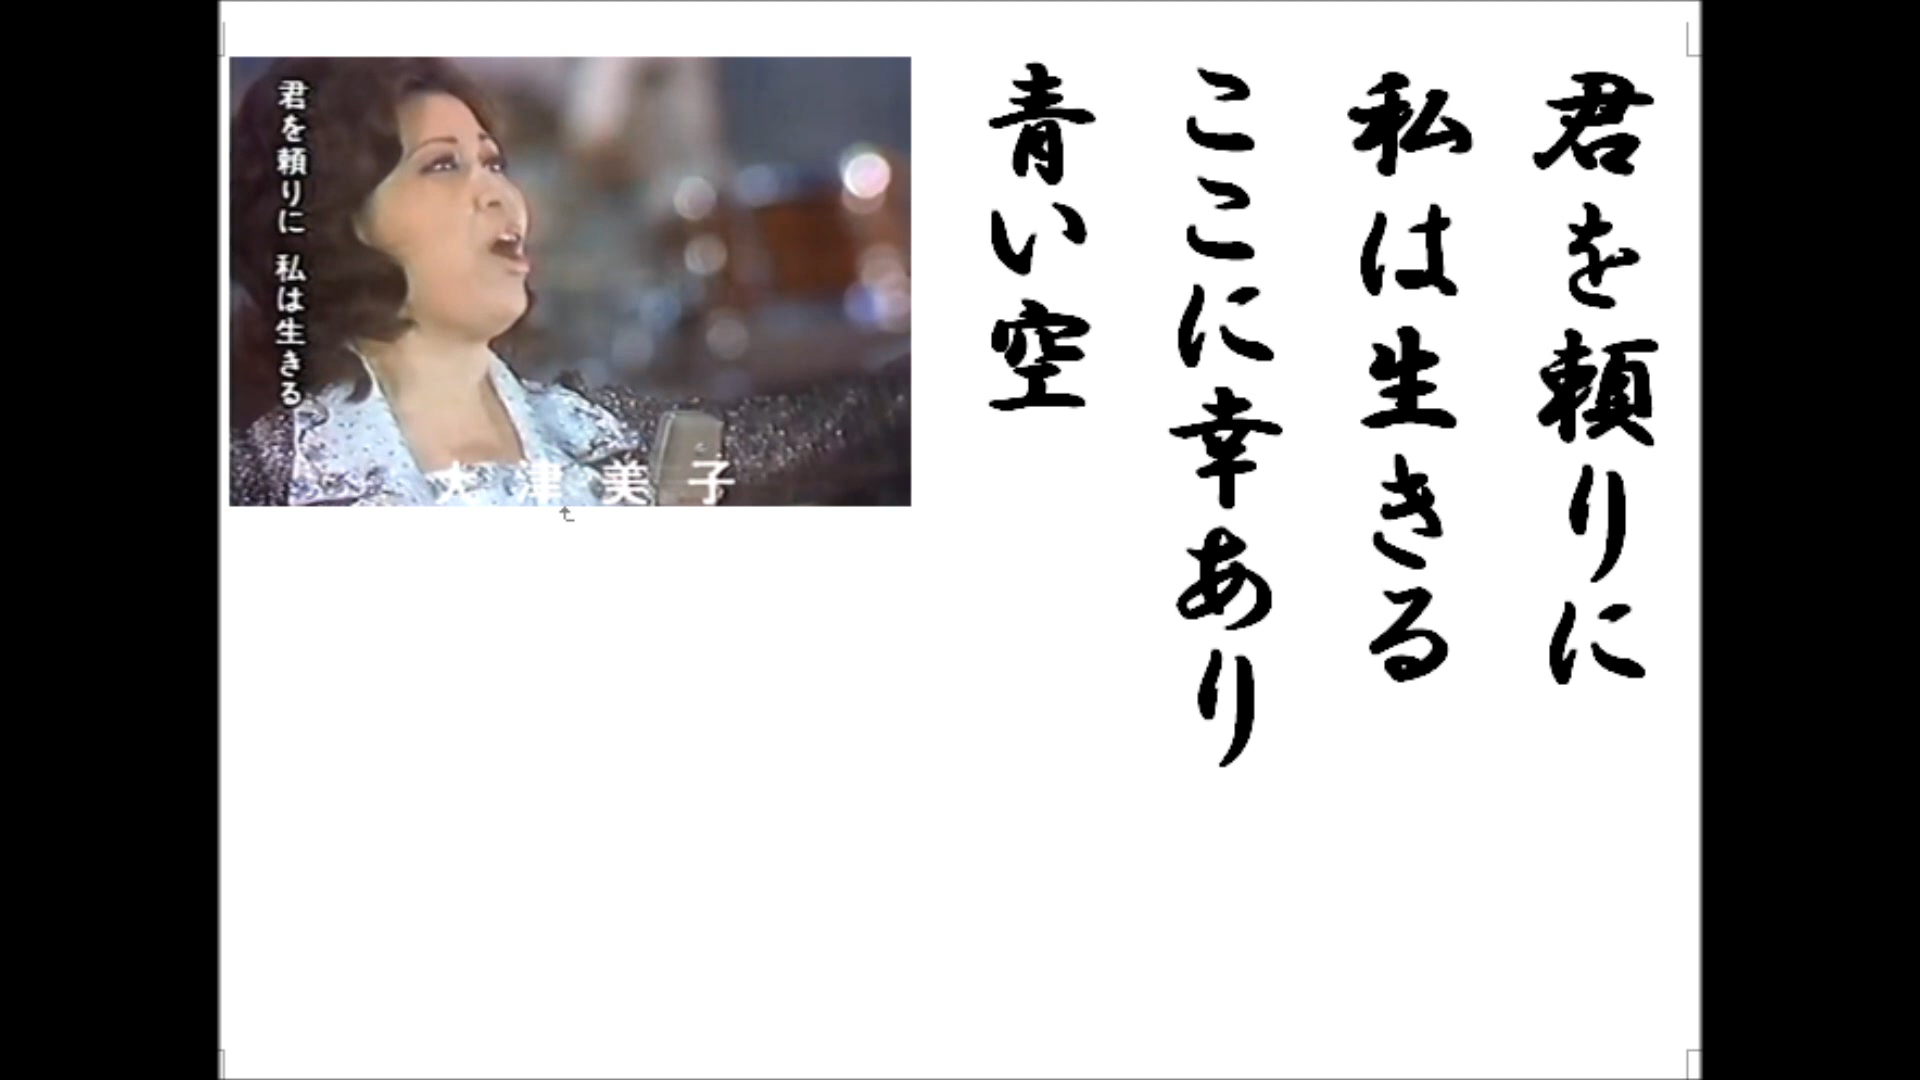 君を頼りに
私は生きる
ここに幸あり
青い空
君を頼りに 私は生きる
大津美子